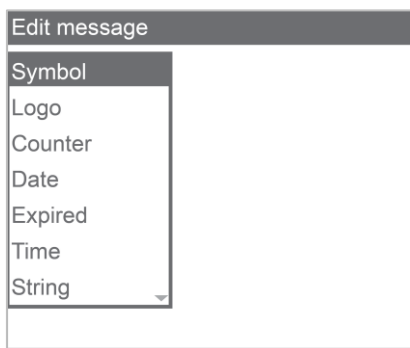 Edit message
Symbol
Logo
Counter
Date
Expired
Time
String